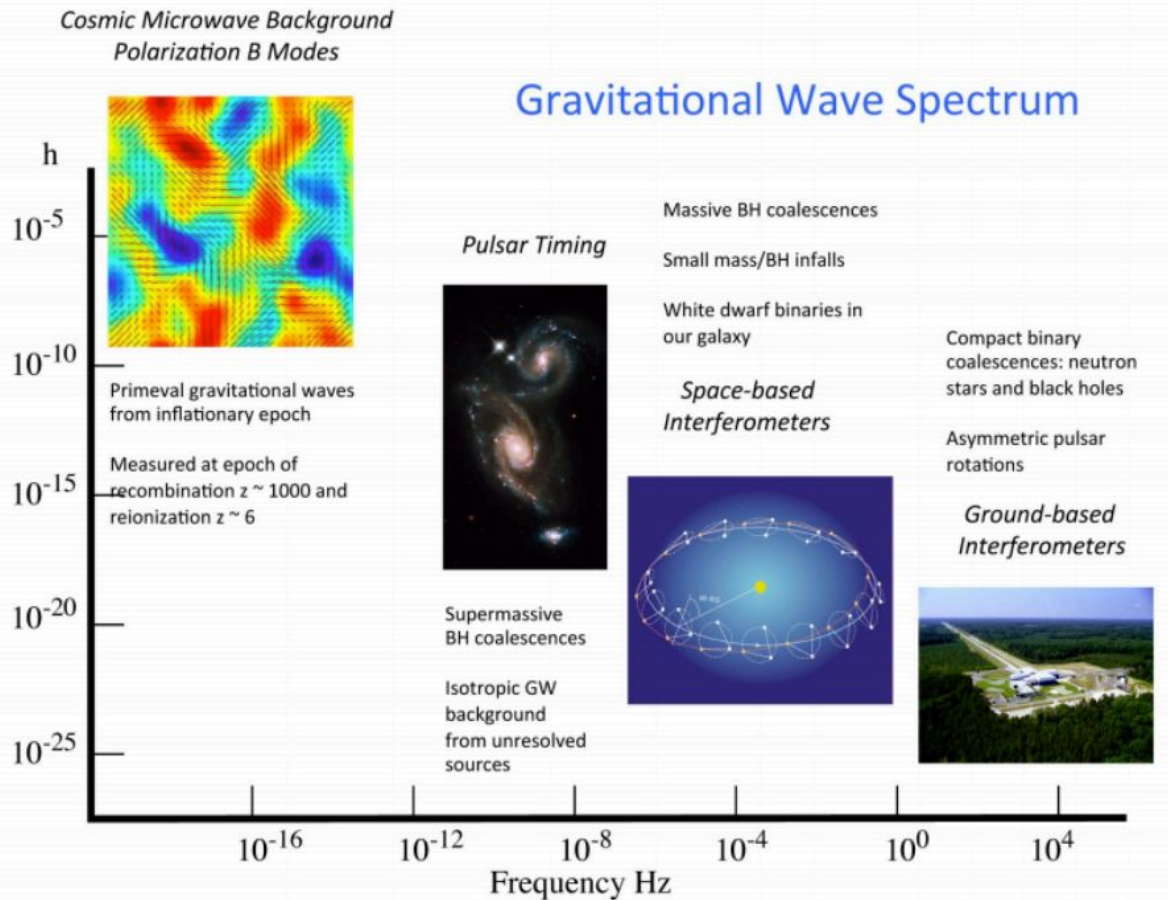 Cosmic Microwave Background
Polarization B Modes
Gravitational Wave Spectrum
h
10^-5
10^-10
10^-15
10^-20
10^-25
Primeval gravitational waves
from inflationary epoch
Measured at epoch of
recombination z ~ 1000 and
reionization z ~ 6
Pulsar Timing
Supermassive
BH coalescences
Isotropic GW
background
from unresolved
sources
Massive BH coalescences
Small mass/BH infalls
White dwarf binaries in
our galaxy
Space-based
Interferometers
Compact binary
coalescences: neutron
stars and black holes
Asymmetric pulsar
rotations
Ground-based
Interferometers
10^-16
10^-12
10^-8
10^-4
10^0
10^4
Frequency Hz